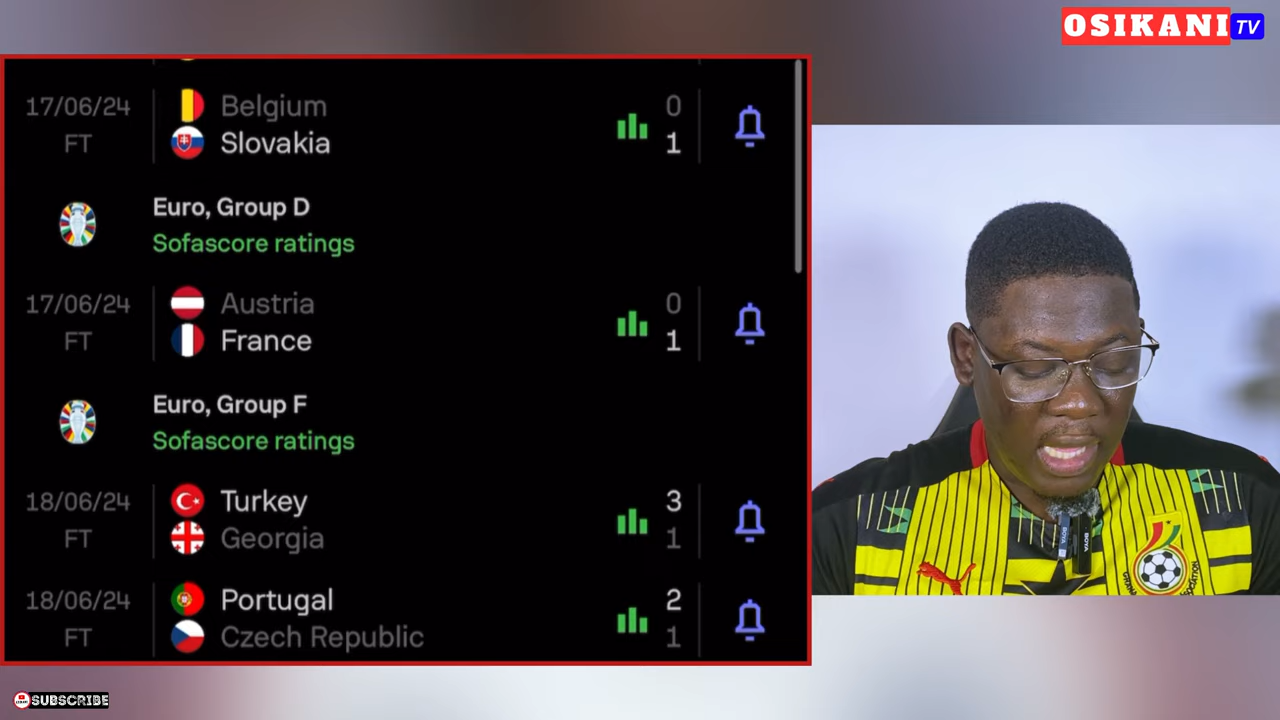 OSIKANI TV
17/06/24
FT
Belgium 0
Slovakia 1
Euro, Group D
Sofascore ratings
17/06/24
FT
Austria 0
France 1
Euro, Group F
Sofascore ratings
18/06/24
FT
Turkey 3
Georgia 1
18/06/24
FT
Portugal 2
Czech Republic 1
BOYA
BOYA
SUBSCRIBE